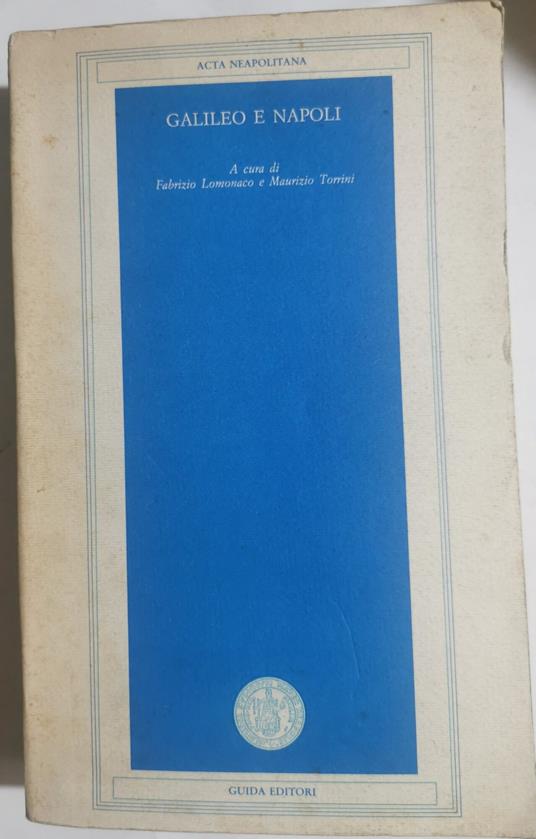 ACTA NEAPOLITANA
GALILEO E NAPOLI
A cura di
Fabrizio Lomonaco e Maurizio Torrini
GUIDA EDITORI